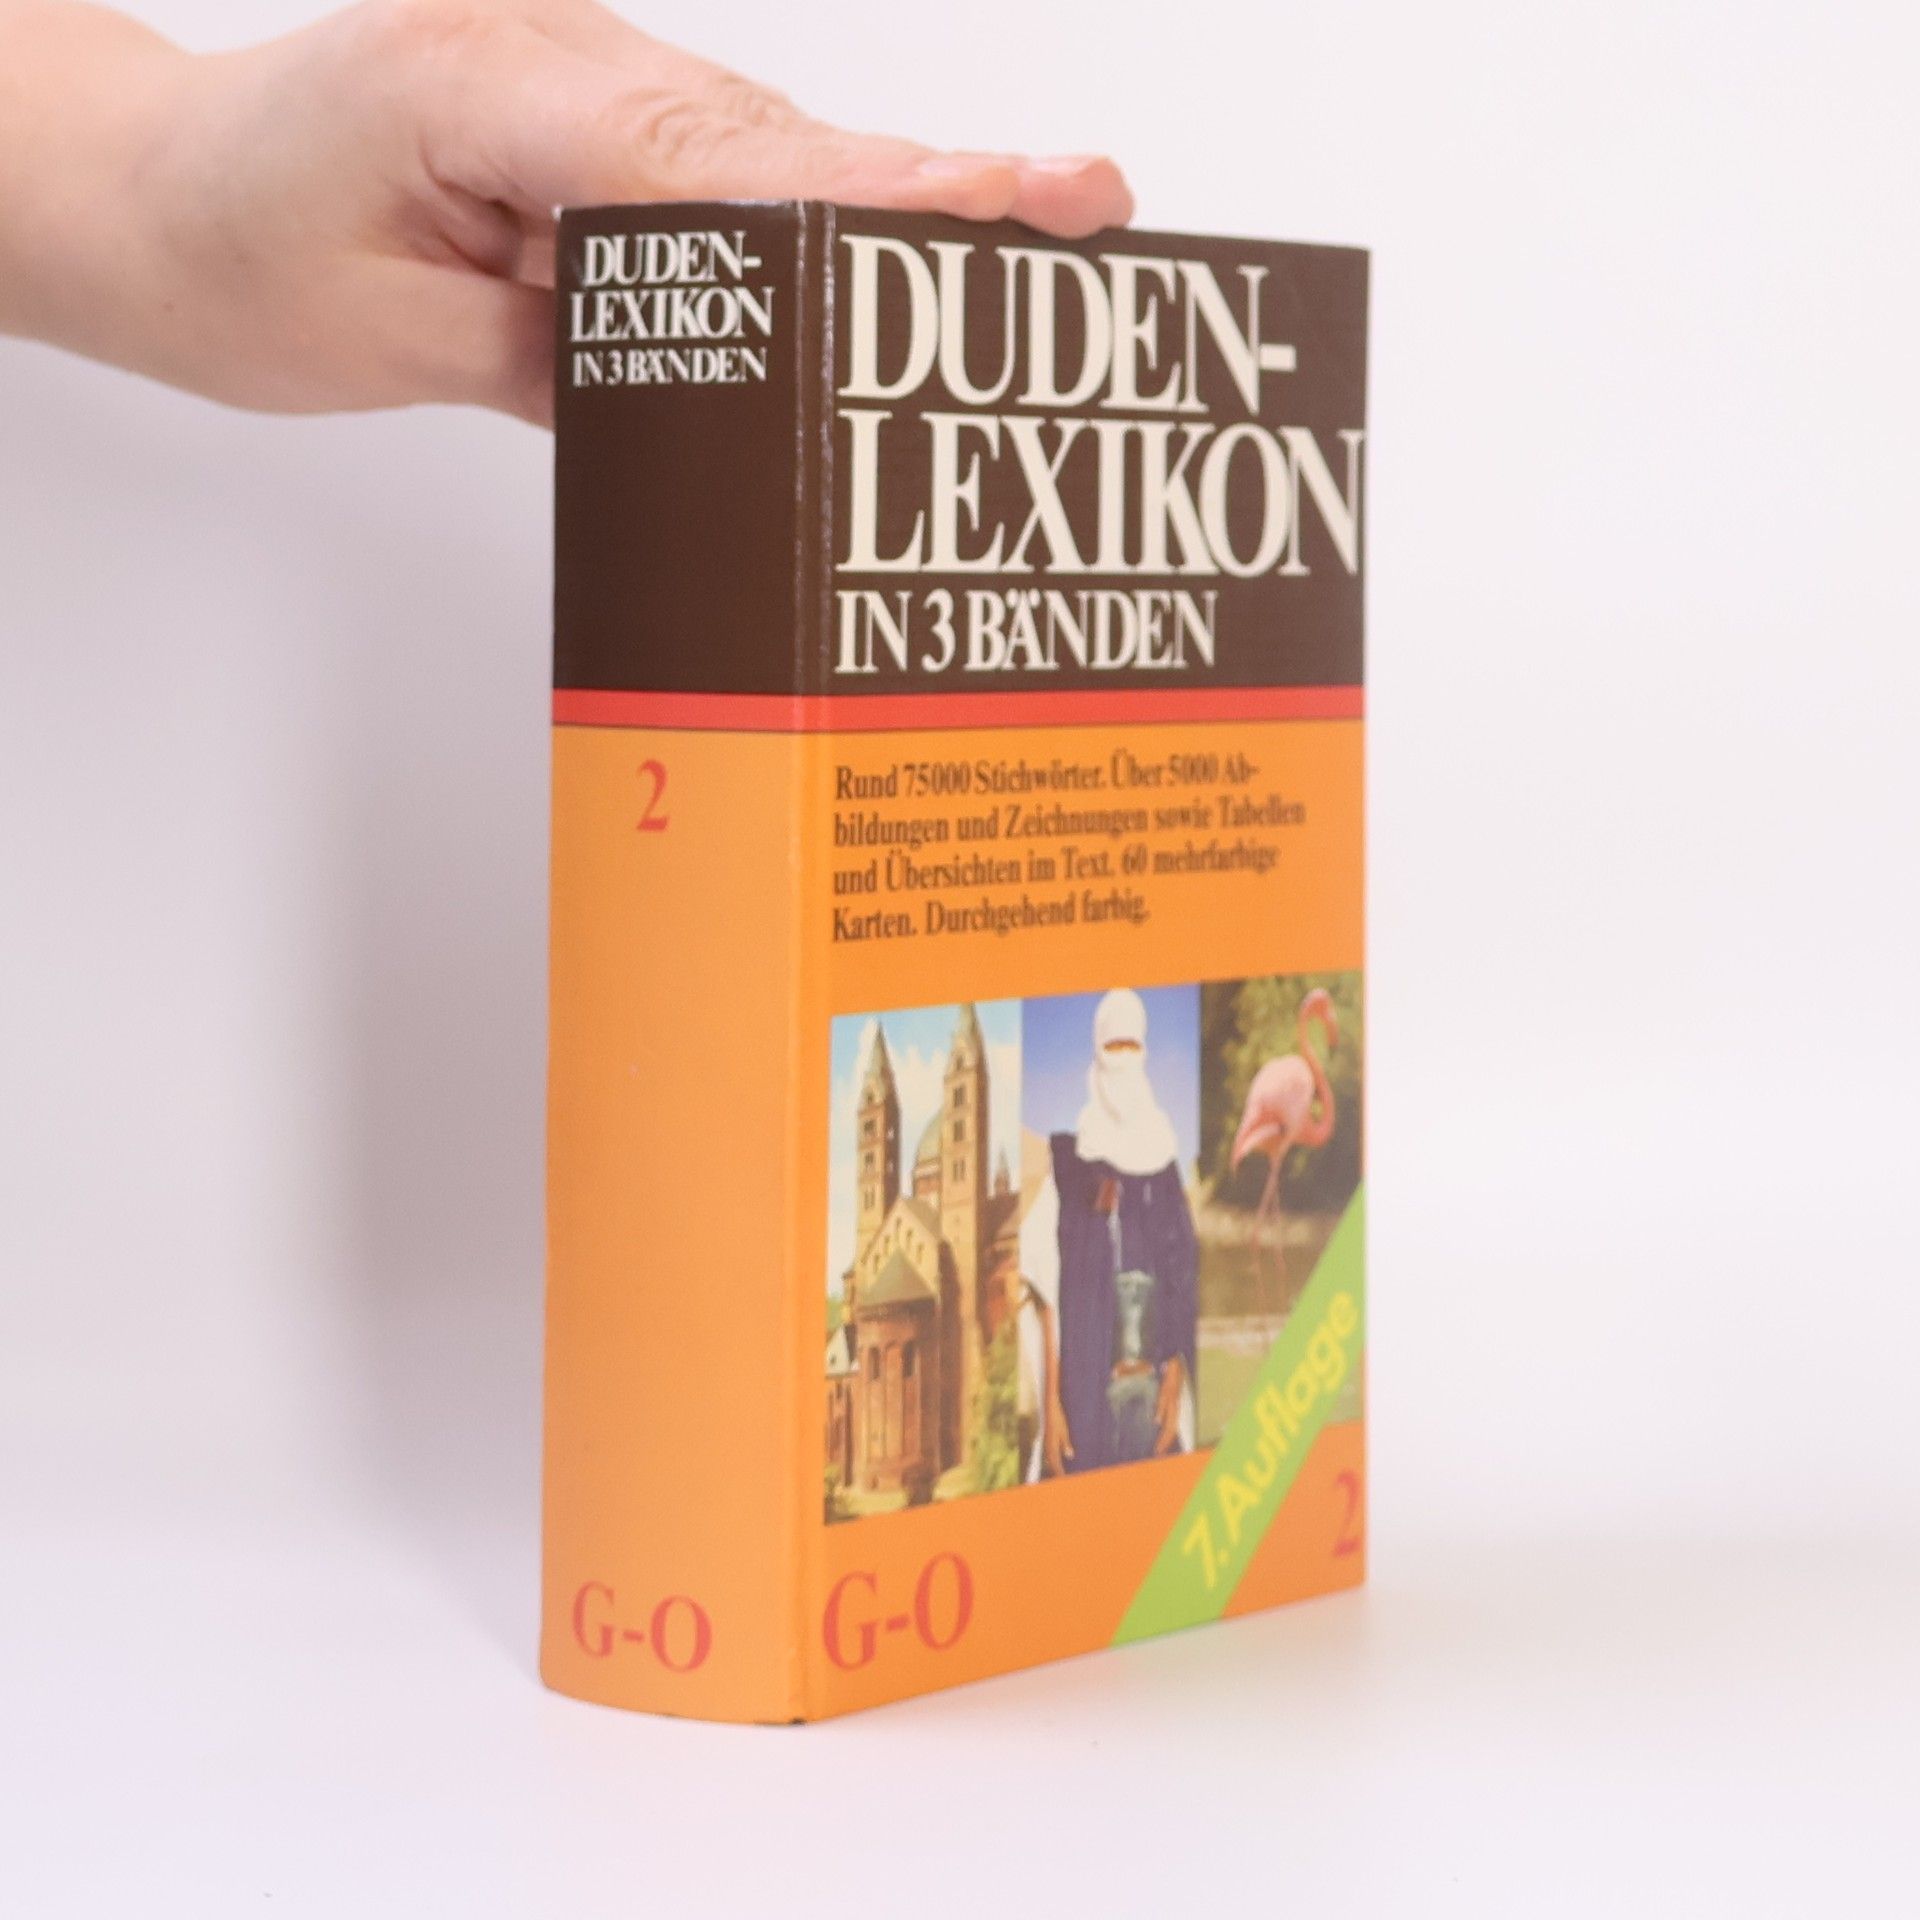 DUDEN-
LEXIKON
IN 3 BÄNDEN
2
G-O
DUDEN-
LEXIKON
IN 3 BÄNDEN
Rund 75000 Stichwörter. Über 5000 Ab-
bildungen und Zeichnungen sowie Tabellen
und Übersichten im Text. 60 mehrfarbige
Karten. Durchgehend farbig.
7. Auflage
G-O
2